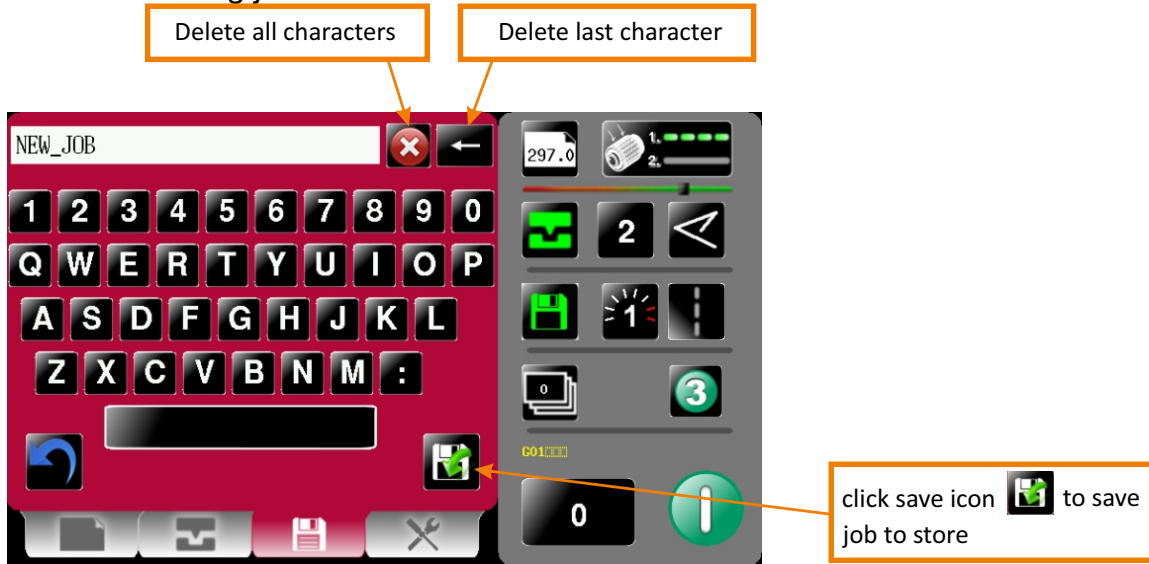 Delete all characters
Delete last character
NEW_JOB
297.0
1.
2.
1 2 3 4 5 6 7 8 9 0
2
Q W E R T Y U I O P
A S D F G H J K L
1
Z X C V B N M :
0
3
G01
0
click save icon to save
job to store